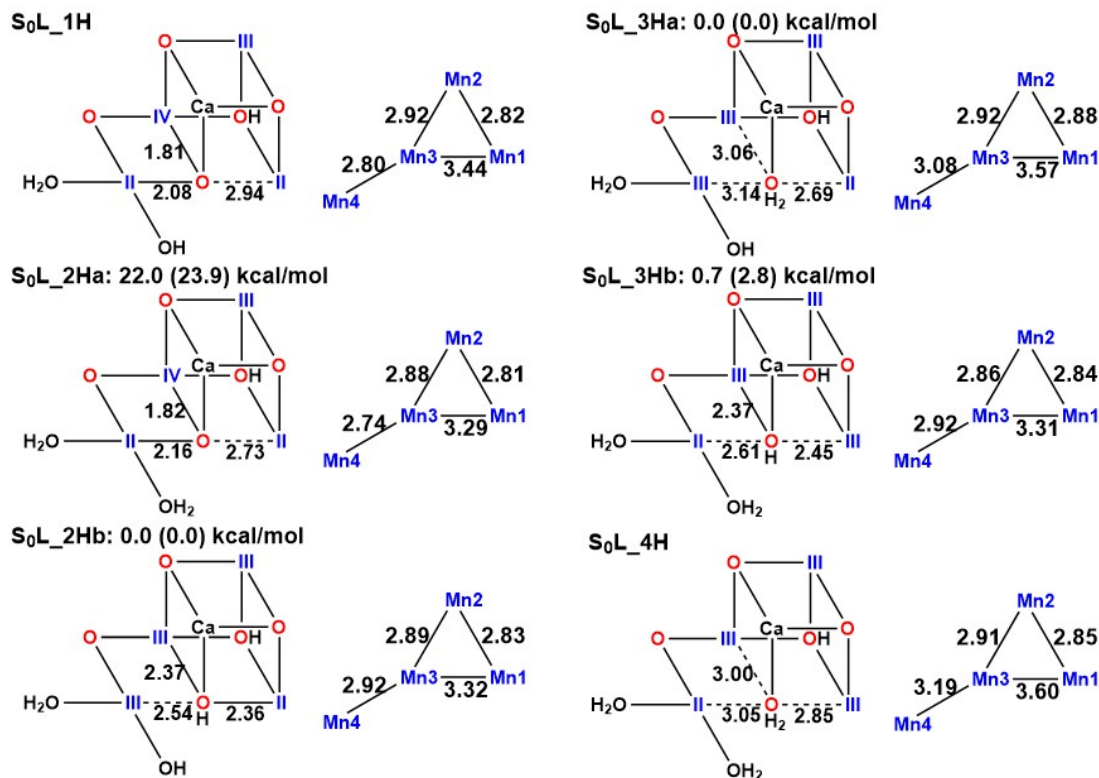 S₀L_1H
O III
Ca O
O IV OH
1.81
H₂O II 2.08 O 2.94 II
OH
Mn2
2.92 2.82
2.80 Mn3 3.44 Mn1
Mn4
S₀L_3Ha: 0.0 (0.0) kcal/mol
O III
Ca O
O III OH
3.06
H₂O III 3.14 O 2.69 II
H₂
OH
Mn2
2.92 2.88
3.08 Mn3 3.57 Mn1
Mn4
S₀L_2Ha: 22.0 (23.9) kcal/mol
O III
Ca O
O IV OH
1.82
H₂O II 2.16 O 2.73 II
OH₂
Mn2
2.88 2.81
2.74 Mn3 3.29 Mn1
Mn4
S₀L_3Hb: 0.7 (2.8) kcal/mol
O III
Ca O
O III OH
2.37
H₂O II 2.61 O 2.45 III
H
OH₂
Mn2
2.86 2.84
2.92 Mn3 3.31 Mn1
Mn4
S₀L_2Hb: 0.0 (0.0) kcal/mol
O III
Ca O
O III OH
2.37
H₂O III 2.54 O 2.36 II
H
OH
Mn2
2.89 2.83
2.92 Mn3 3.32 Mn1
Mn4
S₀L_4H
O III
Ca O
O III OH
3.00
H₂O II 3.05 O 2.85 III
H₂
OH₂
Mn2
2.91 2.85
3.19 Mn3 3.60 Mn1
Mn4